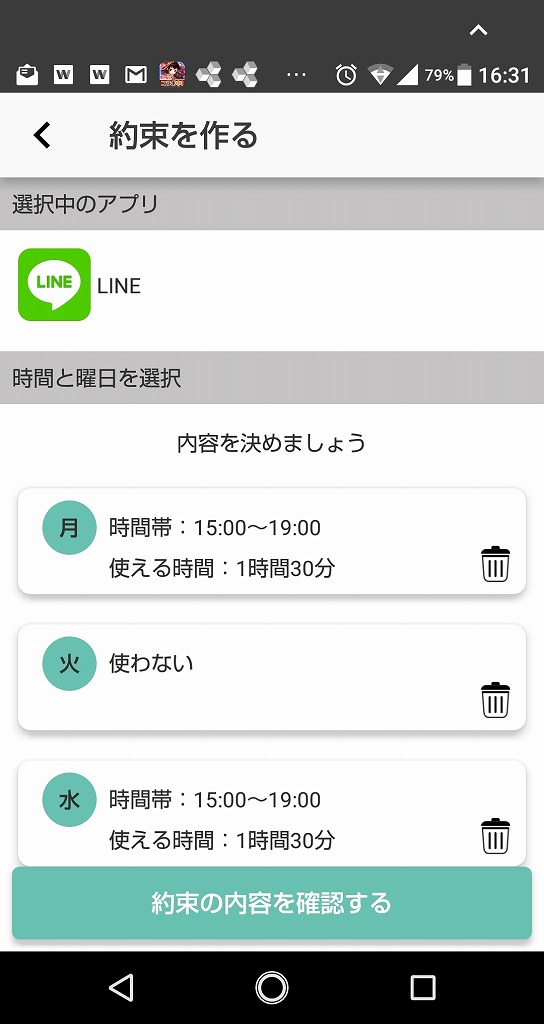 79% 16:31
約束を作る
選択中のアプリ
LINE LINE
時間と曜日を選択
内容を決めましょう
月 時間帯：15:00〜19:00
使える時間：1時間30分
火 使わない
水 時間帯：15:00〜19:00
使える時間：1時間30分
約束の内容を確認する